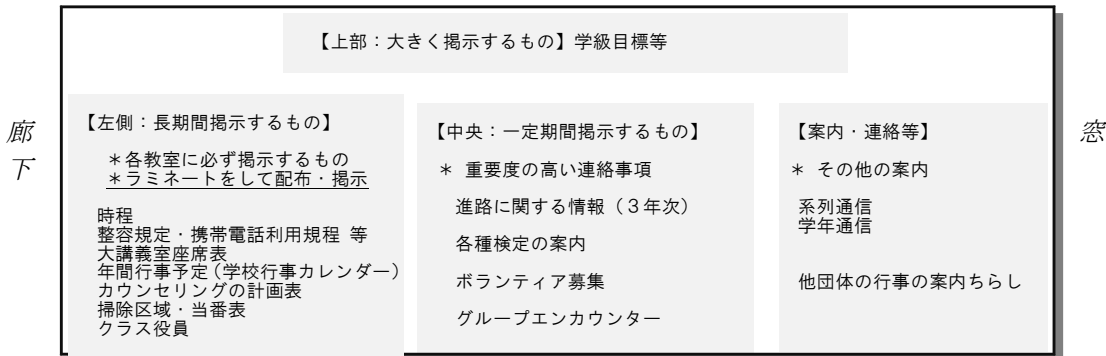 【上部：大きく掲示するもの】学級目標等
廊
下
【左側：長期間掲示するもの】
＊各教室に必ず掲示するもの
＊ラミネートをして配布・掲示
時程
整容規定・携帯電話利用規程 等
大講義室座席表
年間行事予定（学校行事カレンダー）
カウンセリングの計画表
掃除区域・当番表
クラス役員
【中央：一定期間掲示するもの】
＊ 重要度の高い連絡事項
進路に関する情報（３年次）
各種検定の案内
ボランティア募集
グループエンカウンター
【案内・連絡等】
＊ その他の案内
系列通信
学年通信
他団体の行事の案内ちらし
窓